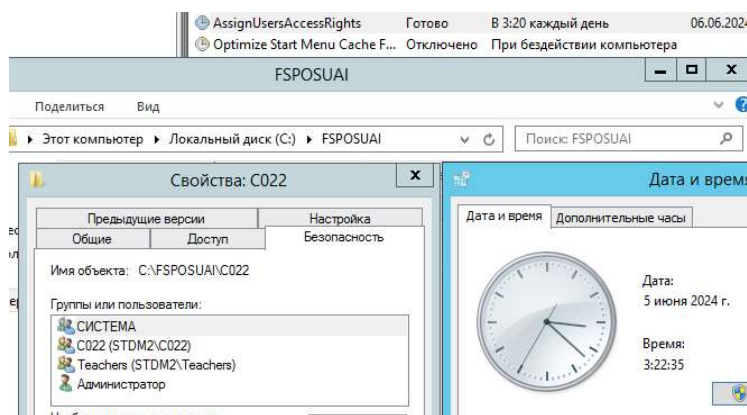 AssignUsersAccessRights Готово В 3:20 каждый день 06.06.2024
Optimize Start Menu Cache F... Отключено При бездействии компьютера
FSPOSUAI
Поделиться Вид
Этот компьютер Локальный диск (C:) FSPOSUAI Поиск: FSPOSUAI
Свойства: C022
Предыдущие версии Настройка
Общие Доступ Безопасность
Имя объекта: C:\FSPOSUAI\C022
Группы или пользователи:
СИСТЕМА
C022 (STDM2\C022)
Teachers (STDM2\Teachers)
Администратор
Дата и время
Дата и время Дополнительные часы
Дата:
5 июня 2024 г.
Время:
3:22:35